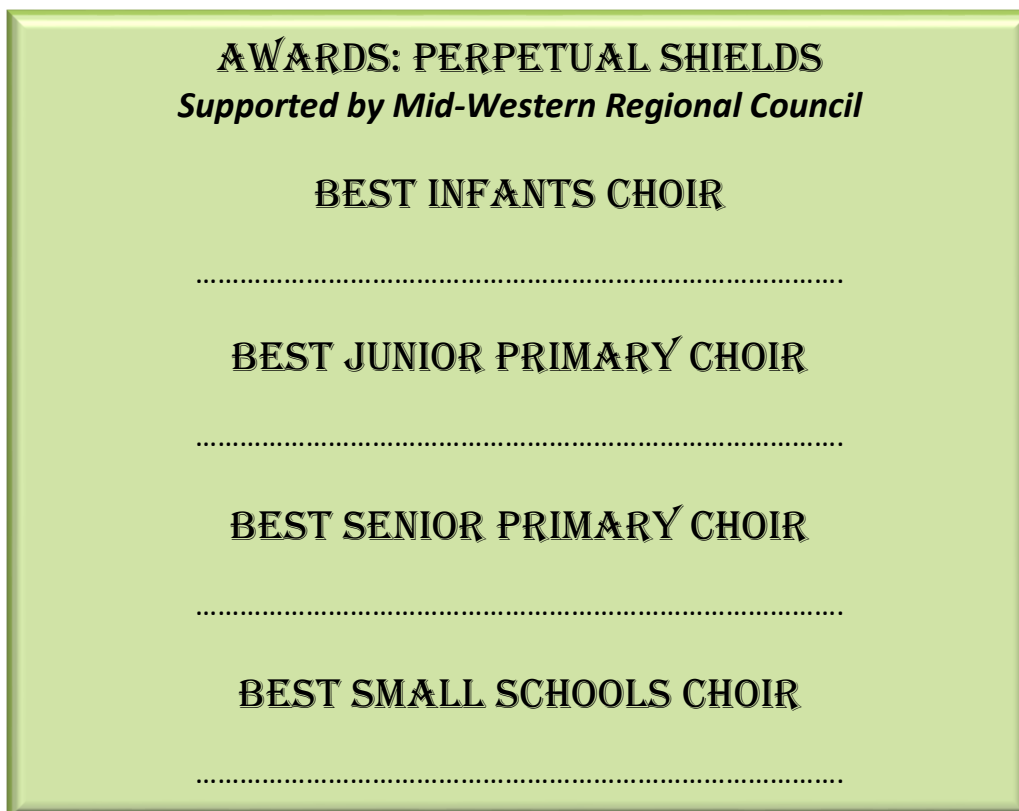 AWARDS: PERPETUAL SHIELDS
Supported by Mid-Western Regional Council
BEST INFANTS CHOIR
……………………………………………………………………………….
BEST JUNIOR PRIMARY CHOIR
……………………………………………………………………………….
BEST SENIOR PRIMARY CHOIR
……………………………………………………………………………….
BEST SMALL SCHOOLS CHOIR
……………………………………………………………………………….